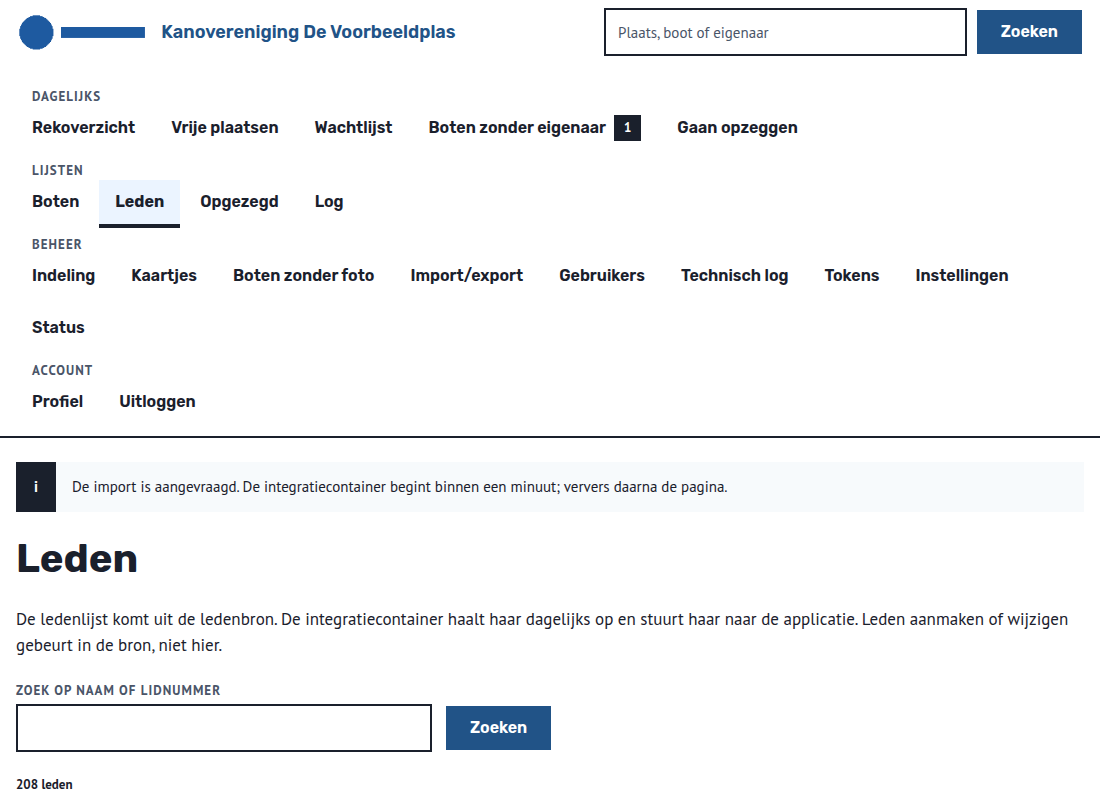 Kanovereniging De Voorbeeldplas
Plaats, boot of eigenaar
Zoeken
DAGELIJKS
Rekoverzicht Vrije plaatsen Wachtlijst Boten zonder eigenaar 1 Gaan opzeggen
LIJSTEN
Boten Leden Opgezegd Log
BEHEER
Indeling Kaartjes Boten zonder foto Import/export Gebruikers Technisch log Tokens Instellingen
Status
ACCOUNT
Profiel Uitloggen
i De import is aangevraagd. De integratiecontainer begint binnen een minuut; ververs daarna de pagina.
Leden
De ledenlijst komt uit de ledenbron. De integratiecontainer haalt haar dagelijks op en stuurt haar naar de applicatie. Leden aanmaken of wijzigen
gebeurt in de bron, niet hier.
ZOEK OP NAAM OF LIDNUMMER
Zoeken
208 leden